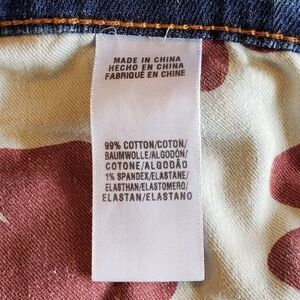 MADE IN CHINA
HECHO EN CHINA
FABRIQUÉ EN CHINE
99% COTTON/COTON/
BAUMWOLLE/ALGODÓN/
COTONE/ALGODÃO
1% SPANDEX/ELASTANE/
ELASTHAN/ELASTOMERO/
ELASTAN/ELASTANO